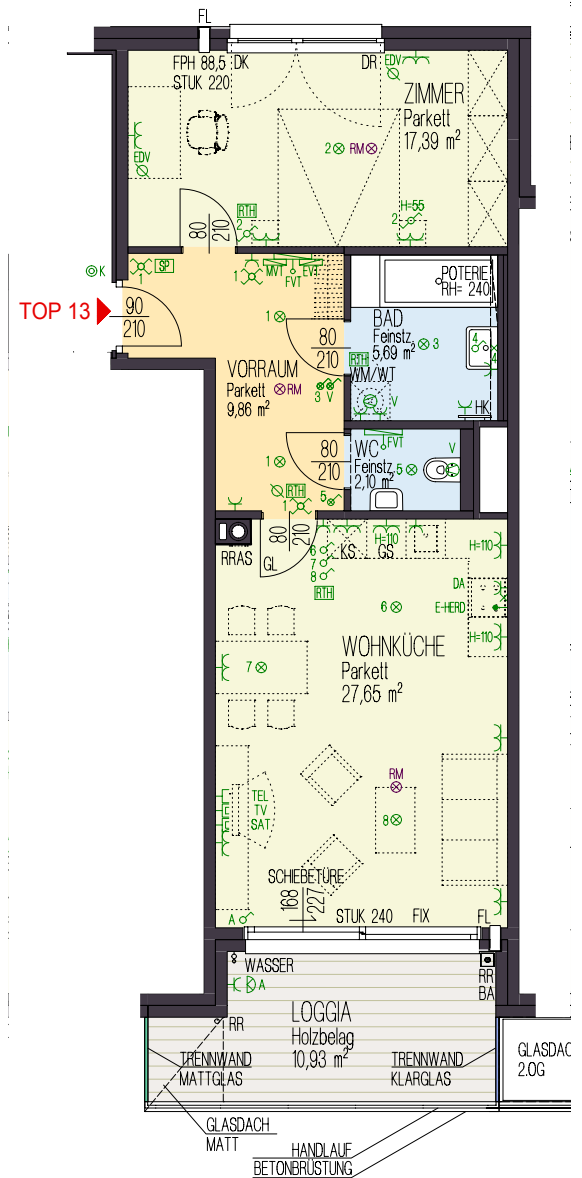 FL
FPH 88,5
DK
DR
EDV
STUK 220
ZIMMER
Parkett
17,39 m²
2
RM
EDV
80
210
RTH
2
H=55
2
K
1
SP
1
MVT
EVT
FVT
POTERIE
RH= 240
TOP 13
90
210
1
80
210
BAD
Feinstz.
5,69 m²
3
4
4
VORRAUM
Parkett
9,86 m²
RM
3 V
RTH
WM/WT
V
HK
1
80
210
WC
Feinstz.
2,10 m²
FVT
5
V
RTH
1
5
RRAS
GL
80
210
6
7
8
RTH
KS
H=110
GS
H=110
DA
E-HERD
6
H=110
WOHNKÜCHE
Parkett
27,65 m²
7
RM
TEL
TV
SAT
8
SCHIEBETÜRE
168
227
A
STUK 240
FIX
FL
WASSER
A
RR
BA
LOGGIA
Holzbelag
10,93 m²
RR
TRENNWAND
MATTGLAS
TRENNWAND
KLARGLAS
GLASDAC
2.OG
GLASDACH
MATT
HANDLAUF
BETONBRÜSTUNG